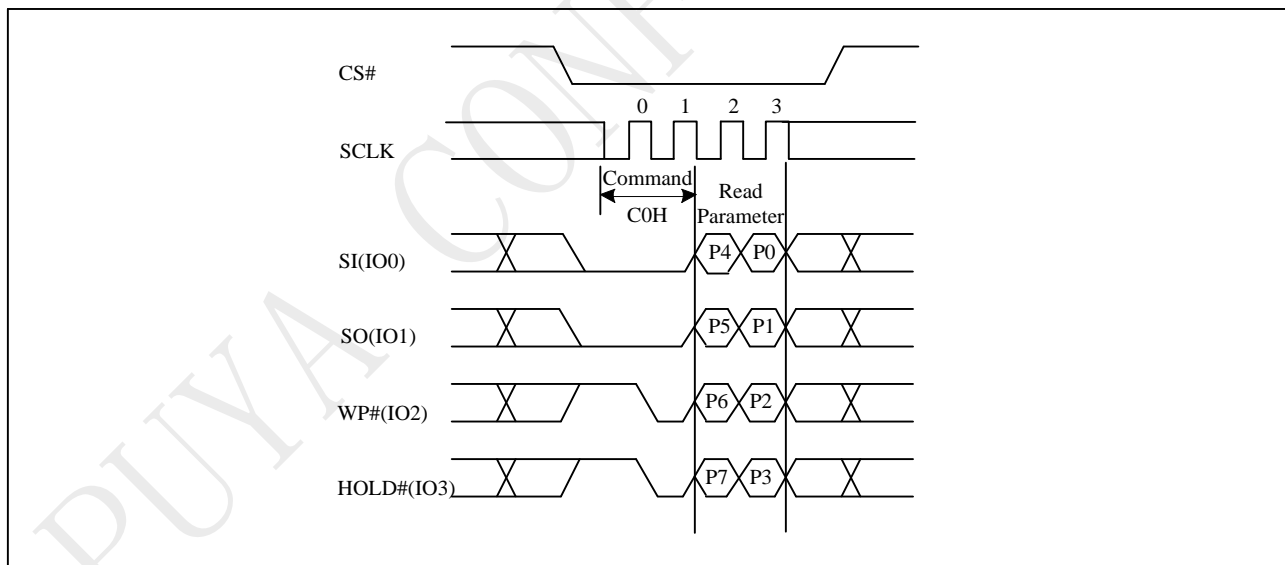 CS#
0 1 2 3
SCLK
Command
C0H
Read
Parameter
SI(IO0)
P4 P0
SO(IO1)
P5 P1
WP#(IO2)
P6 P2
HOLD#(IO3)
P7 P3
PUYA